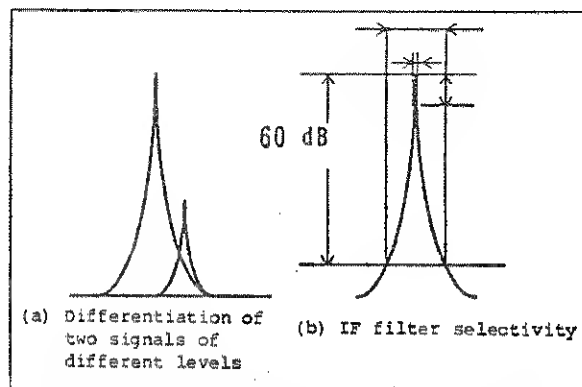 60 dB
(a) Differentiation of
two signals of
different levels
(b) IF filter selectivity